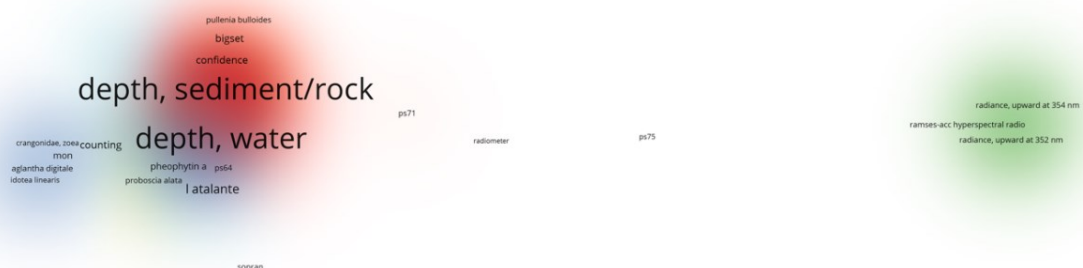 pullenia bulloides
bigset
confidence
depth, sediment/rock
radiance, upward at 354 nm
ps71
ramses-acc hyperspectral radio
depth, water
ps75
radiometer
radiance, upward at 352 nm
crangonidae, zoea
counting
mon
pheophytin a
ps64
aglantha digitale
idotea linearis
proboscia alata
l atalante